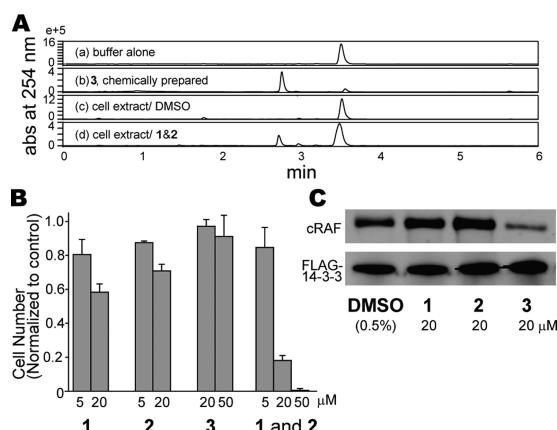 A
e+5
abs at 254 nm
16
0
(a) buffer alone
4
0
(b) 3, chemically prepared
12
0
(c) cell extract/ DMSO
4
0
(d) cell extract/ 1&2
0 1 2 3 4 5 6
min
B
Cell Number
(Normalized to control)
1.0
0.8
0.6
0.4
0.2
0
5 20 5 20 20 50 5 20 50 μM
1 2 3 1 and 2
C
cRAF
FLAG-
14-3-3
DMSO 1 2 3
(0.5%) 20 20 20 μM